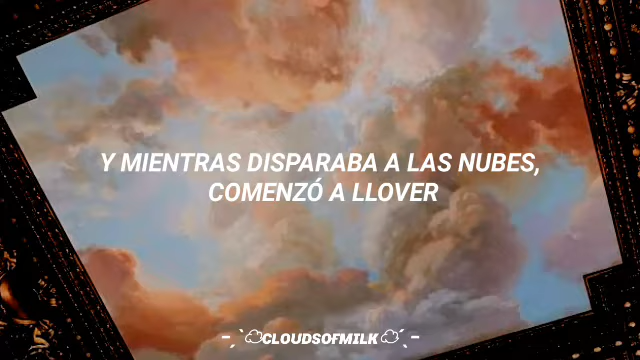 Y MIENTRAS DISPARABA A LAS NUBES,
COMENZÓ A LLOVER
CLOUDSOFMILK